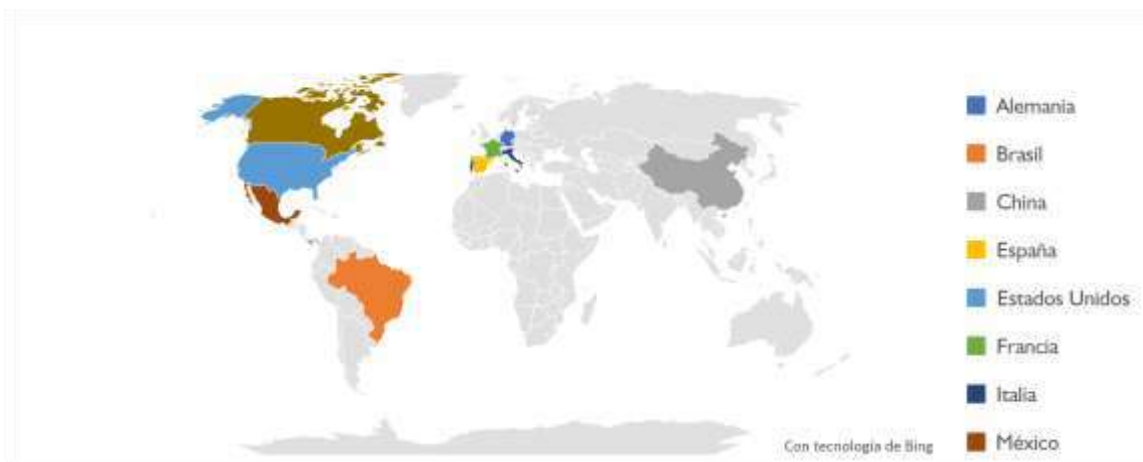 Alemania
Brasil
China
España
Estados Unidos
Francia
Italia
México
Con tecnología de Bing